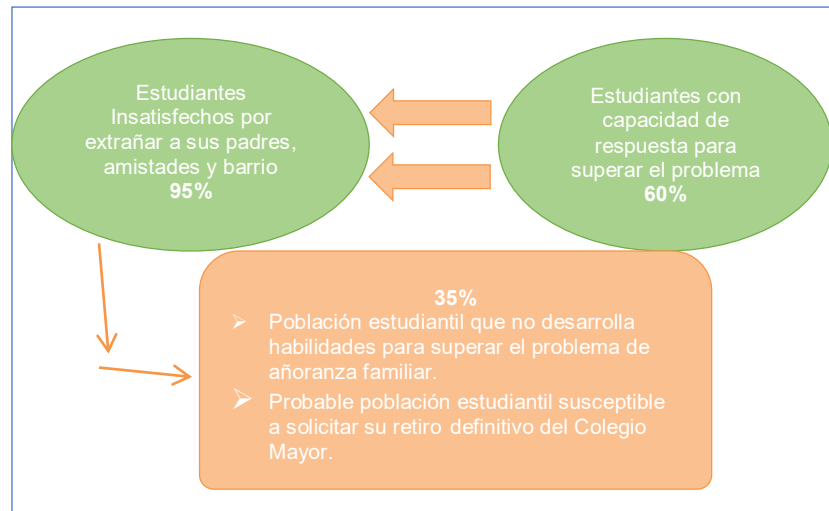 Estudiantes
Insatisfechos por
extrañar a sus padres,
amistades y barrio
95%
Estudiantes con
capacidad de
respuesta para
superar el problema
60%
35%
➢ Población estudiantil que no desarrolla
habilidades para superar el problema de
añoranza familiar.
➢ Probable población estudiantil susceptible
a solicitar su retiro definitivo del Colegio
Mayor.